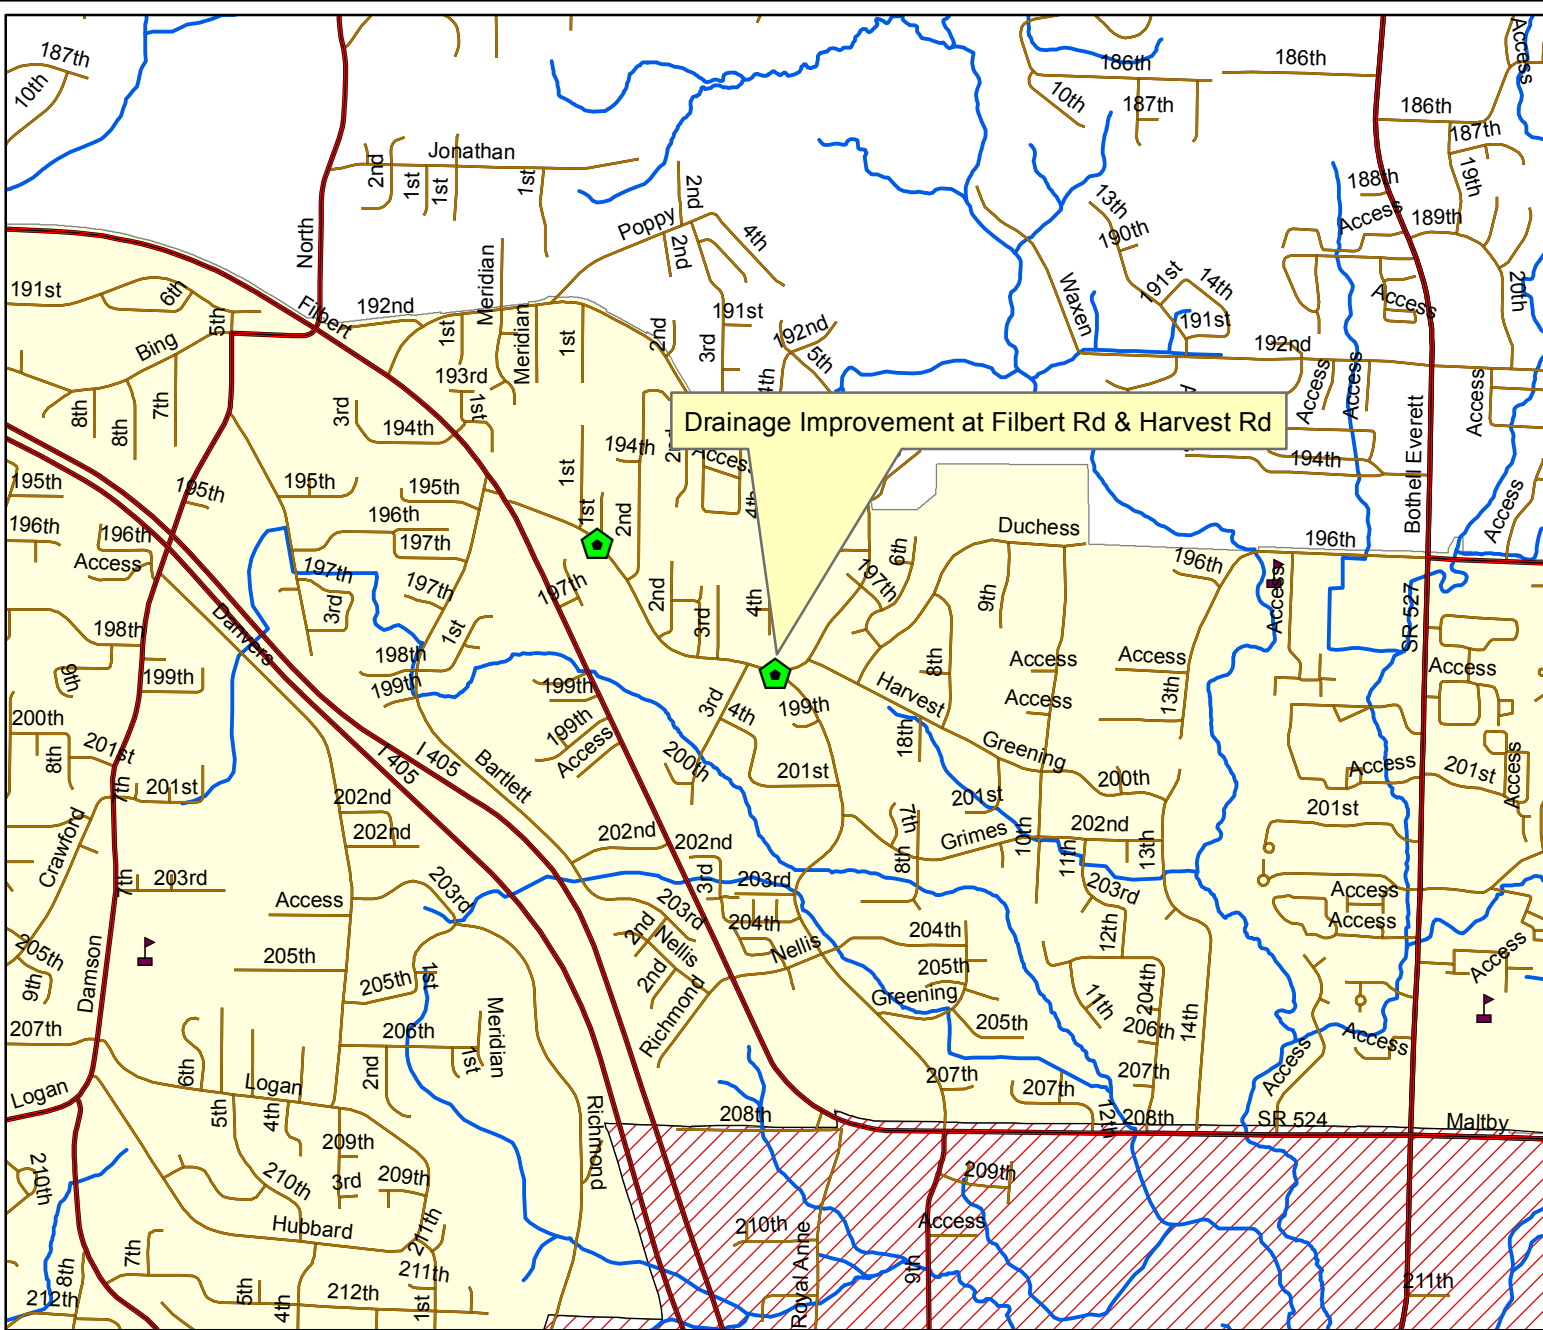 187th
10th
186th
186th
Access
10th
187th
186th
187th
Jonathan
2nd
1st
1st
1st
2nd
19th
188th
13th
Access
189th
Poppy
4th
190th
North
2nd
191st
14th
20th
191st
6th
Meridian
Waxen
Access
Filbert
192nd
191st
191st
5th
1st
Meridian
1st
2nd
3rd
192nd
5th
192nd
Bing
Access
Access
Access
193rd
4th
8th
8th
7th
3rd
1st
Drainage Improvement at Filbert Rd & Harvest Rd
194th
194th
Access
194th
Bothell Everett
195th
195th
195th
195th
1st
4th
Access
196th
196th
196th
1st
2nd
Duchess
196th
Access
197th
6th
196th
197th
197th
197th
197th
9th
Access
SR 527
3rd
2nd
3rd
4th
Danvers
198th
1st
198th
8th
Access
Access
Access
9th
199th
199th
199th
Harvest
Access
13th
200th
3rd
4th
199th
199th
18th
201st
8th
Access
Greening
I 405
I 405
Bartlett
200th
201st
200th
Access
201st
Access
7th
201st
202nd
201st
201st
Crawford
202nd
202nd
7th
Grimes
10th
202nd
13th
202nd
8th
11th
7th
203rd
203rd
3rd
203rd
203rd
Access
Access
203rd
2nd
204th
12th
Access
205th
Nellis
Nellis
204th
205th
2nd
205th
Access
9th
Damson
205th
1st
Greening
11th
204th
207th
Meridian
Richmond
205th
206th
14th
206th
1st
Access
6th
2nd
207th
207th
207th
Access
Logan
Logan
5th
4th
208th
12th
208th
SR 524
Maltby
Richmond
209th
210th
210th
3rd
209th
209th
Hubbard
211th
210th
Royal Anne
Access
7th
8th
211th
9th
211th
212th
5th
4th
212th
1st